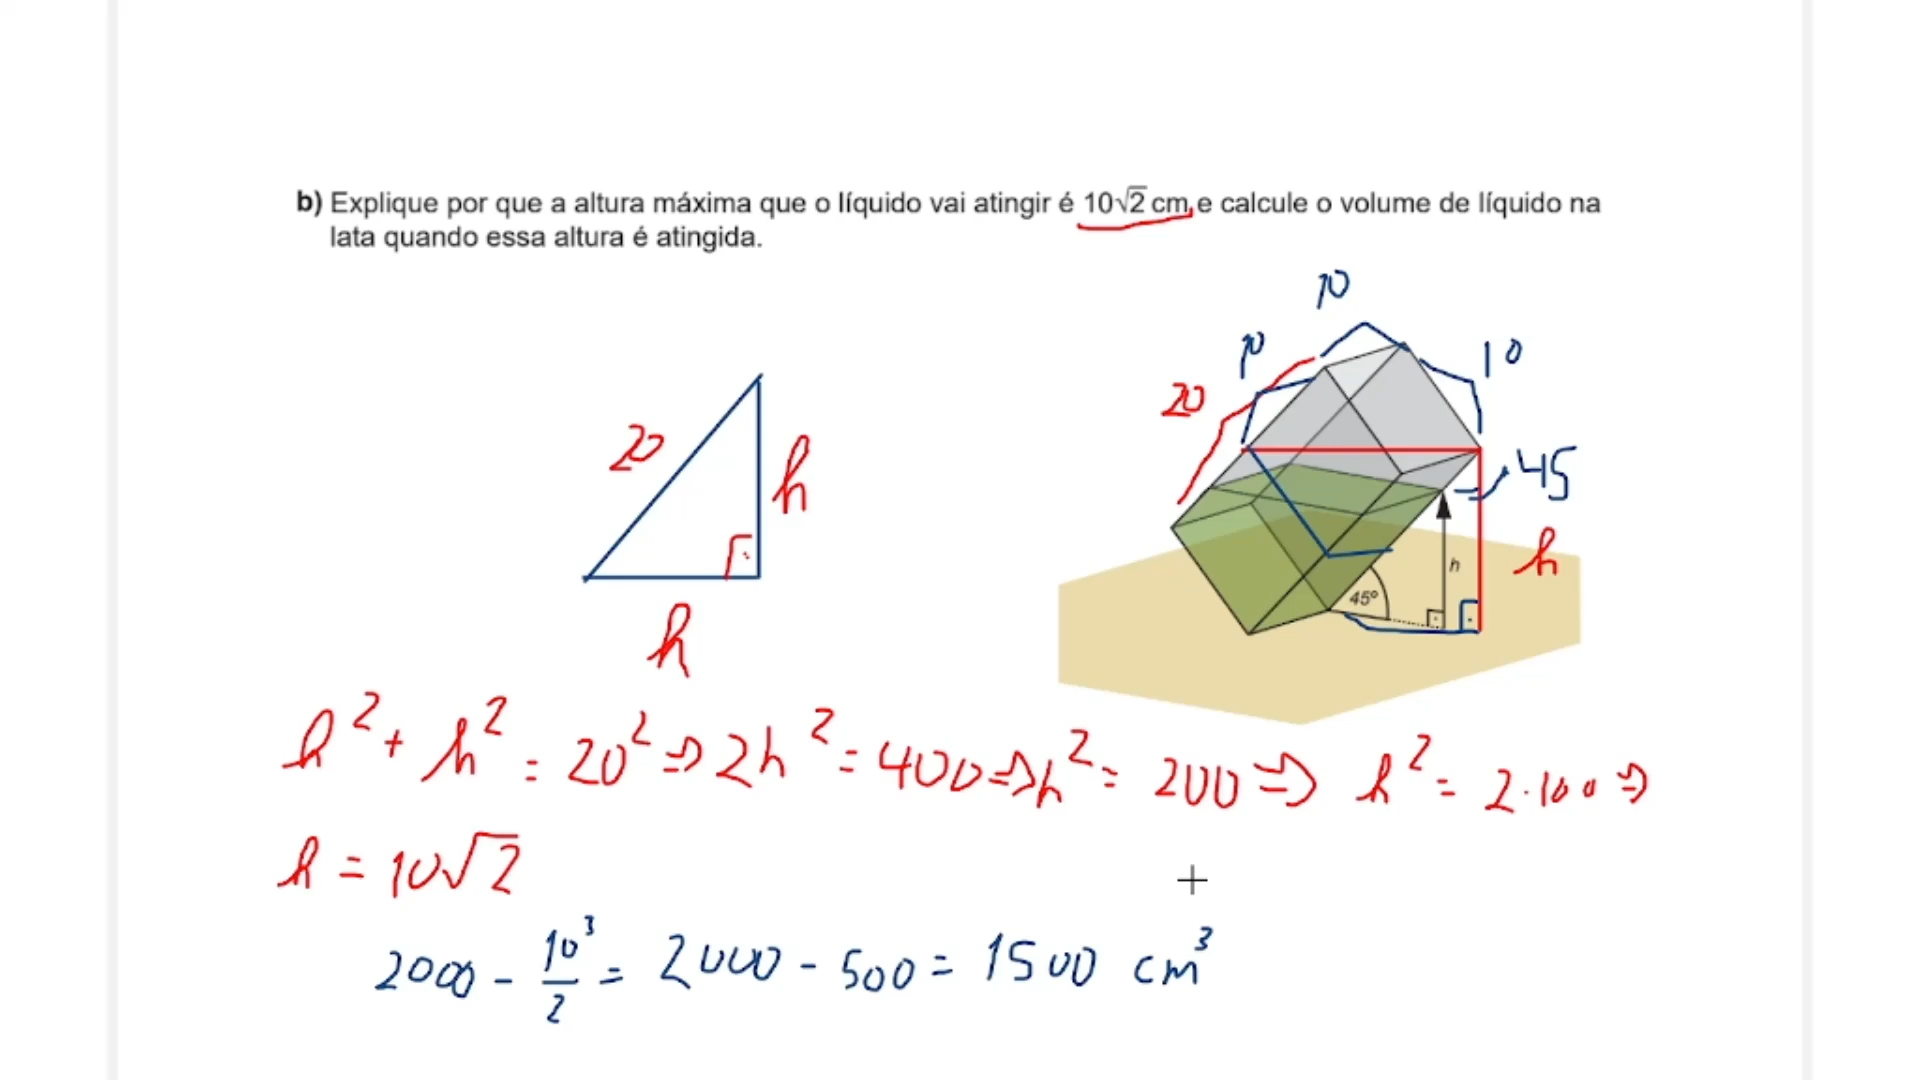 b) Explique por que a altura máxima que o líquido vai atingir é 10√2 cm, e calcule o volume de líquido na
lata quando essa altura é atingida.
10
10
10
20
45
20
h
h
h
h
45º
h² + h² = 20² => 2h² = 400 => h² = 200 => h² = 2·100 =>
h = 10√2
2000 - 10³/2 = 2000 - 500 = 1500 cm³